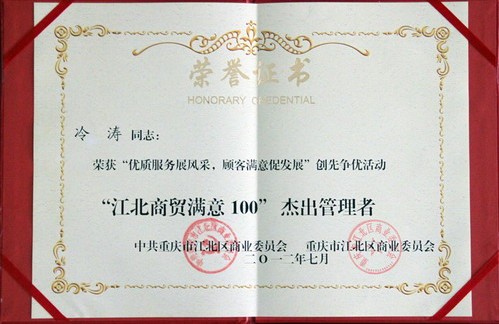 荣誉证书
HONORARY CREDENTIAL
冷涛同志：
荣获“优质服务展风采，顾客满意促发展”创先争优活动
“江北商贸满意100”杰出管理者
中共重庆市江北区商业委员会 重庆市江北区商业委员会
二〇一二年七月